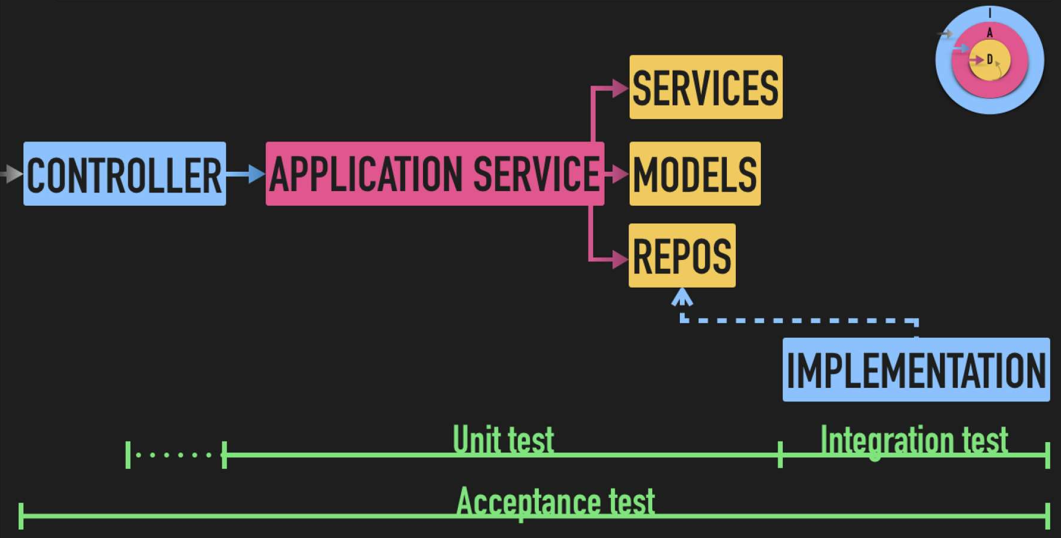 I
A
D
SERVICES
CONTROLLER
APPLICATION SERVICE
MODELS
REPOS
IMPLEMENTATION
Unit test
Integration test
Acceptance test